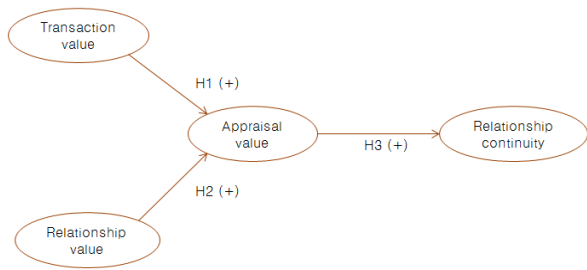 Transaction
value
H1 (+)
Appraisal
value
H3 (+)
Relationship
continuity
H2 (+)
Relationship
value